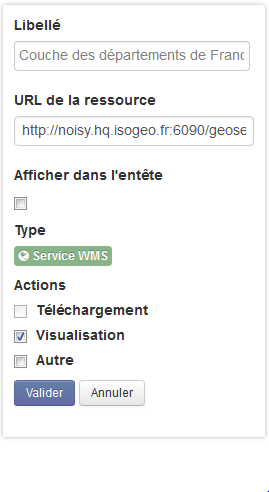 Libellé
Couche des départements de Franc
URL de la ressource
http://noisy.hq.isogeo.fr:6090/geose
Afficher dans l'entête
Type
Service WMS
Actions
Téléchargement
Visualisation
Autre
Valider
Annuler